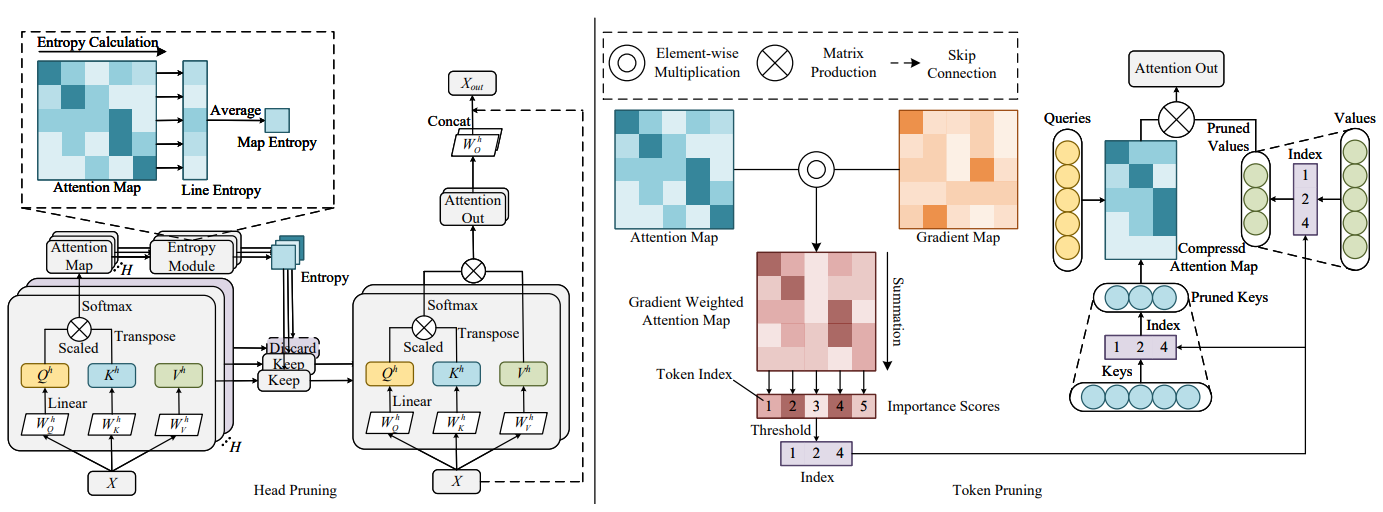 Entropy Calculation
Average
Map Entropy
Attention Map
Line Entropy
X_out
Concat
W_O^h
Attention
Out
Attention
Map
H
Entropy
Module
Entropy
Softmax
Transpose
Scaled
Q^h
K^h
V^h
Linear
W_Q^h
W_K^h
W_V^h
H
X
Discard
Keep
Keep
Softmax
Transpose
Scaled
Q^h
K^h
V^h
Linear
W_Q^h
W_K^h
W_V^h
X
Head Pruning
Element-wise
Multiplication
Matrix
Production
Skip
Connection
Attention Map
Gradient Map
Gradient Weighted
Attention Map
Summation
Token Index
1 2 3 4 5
Importance Scores
Threshold
1 2 4
Index
Attention Out
Queries
Pruned
Values
Values
Index
1
2
4
Compressd
Attention Map
Pruned Keys
Index
1 2 4
Keys
Token Pruning